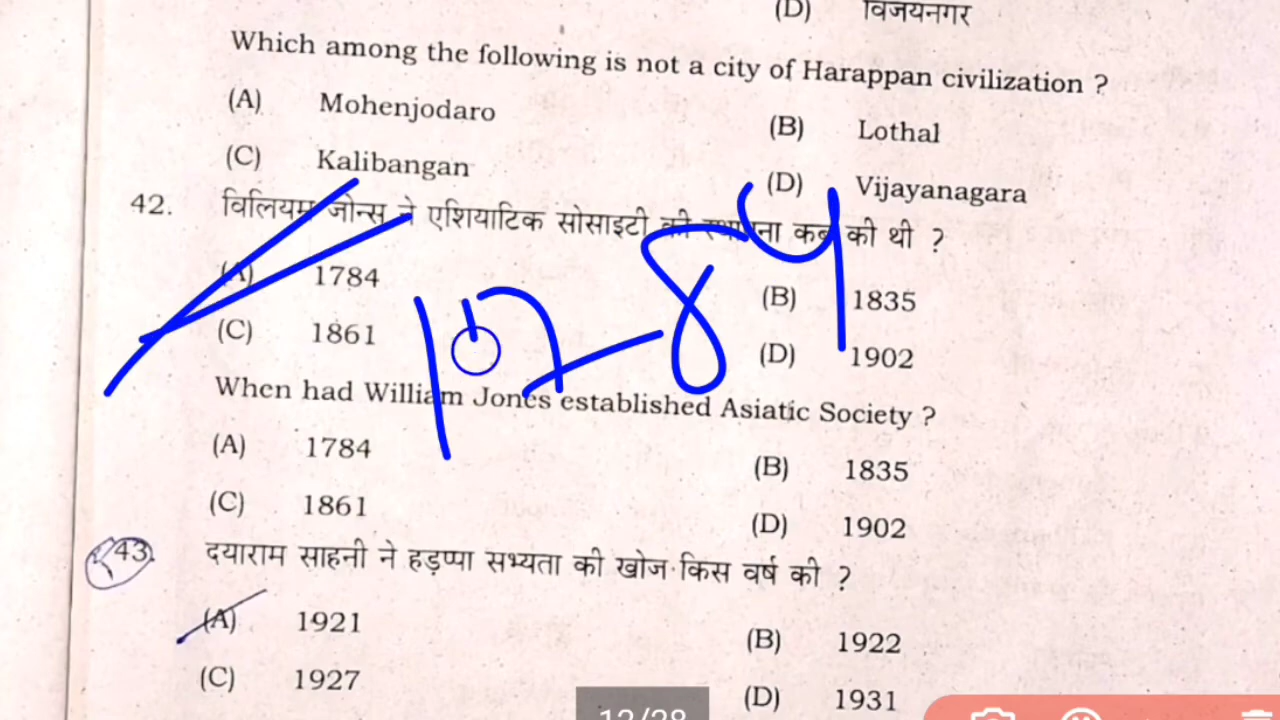 (D) विजयनगर
Which among the following is not a city of Harappan civilization ?
(A) Mohenjodaro (B) Lothal
(C) Kalibangan (D) Vijayanagara
42. विलियम जोन्स ने एशियाटिक सोसाइटी की स्थापना कब की थी ?
(A) 1784 (B) 1835
(C) 1861 (D) 1902
1784
When had William Jones established Asiatic Society ?
(A) 1784 (B) 1835
(C) 1861 (D) 1902
43. दयाराम साहनी ने हड़प्पा सभ्यता की खोज किस वर्ष की ?
(A) 1921 (B) 1922
(C) 1927 (D) 1931
12/28